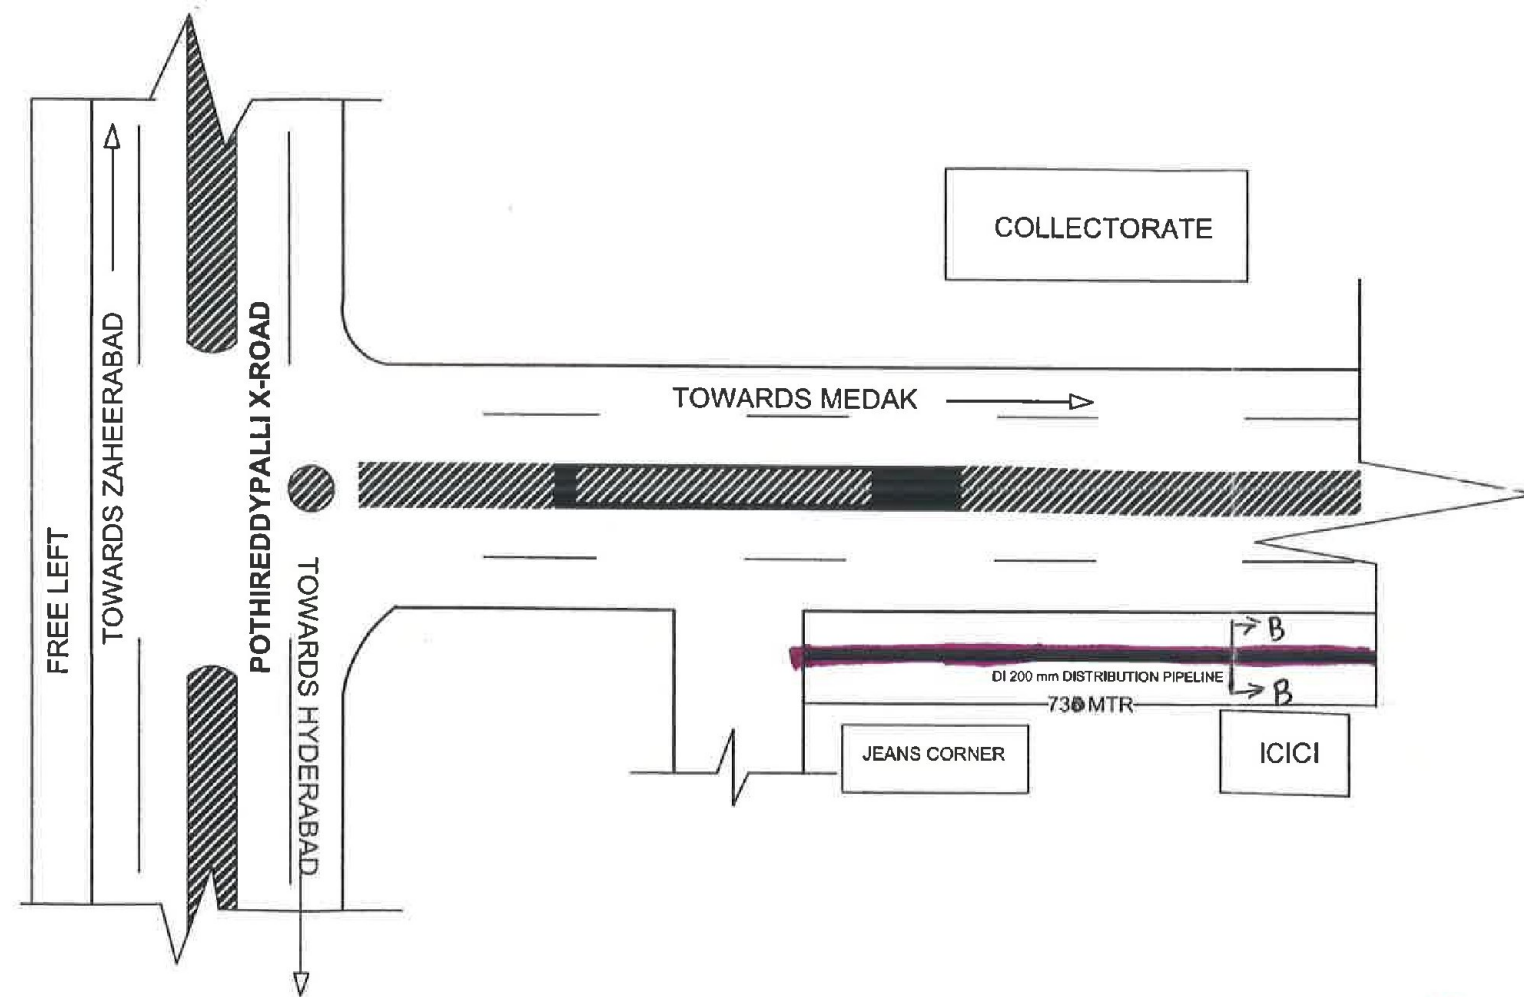 COLLECTORATE
TOWARDS MEDAK
TOWARDS ZAHEERABAD
POTHIREDDYPALLI X-ROAD
FREE LEFT
TOWARDS HYDERABAD
B
DI 200 mm DISTRIBUTION PIPELINE
B
MTR
JEANS CORNER
ICICI